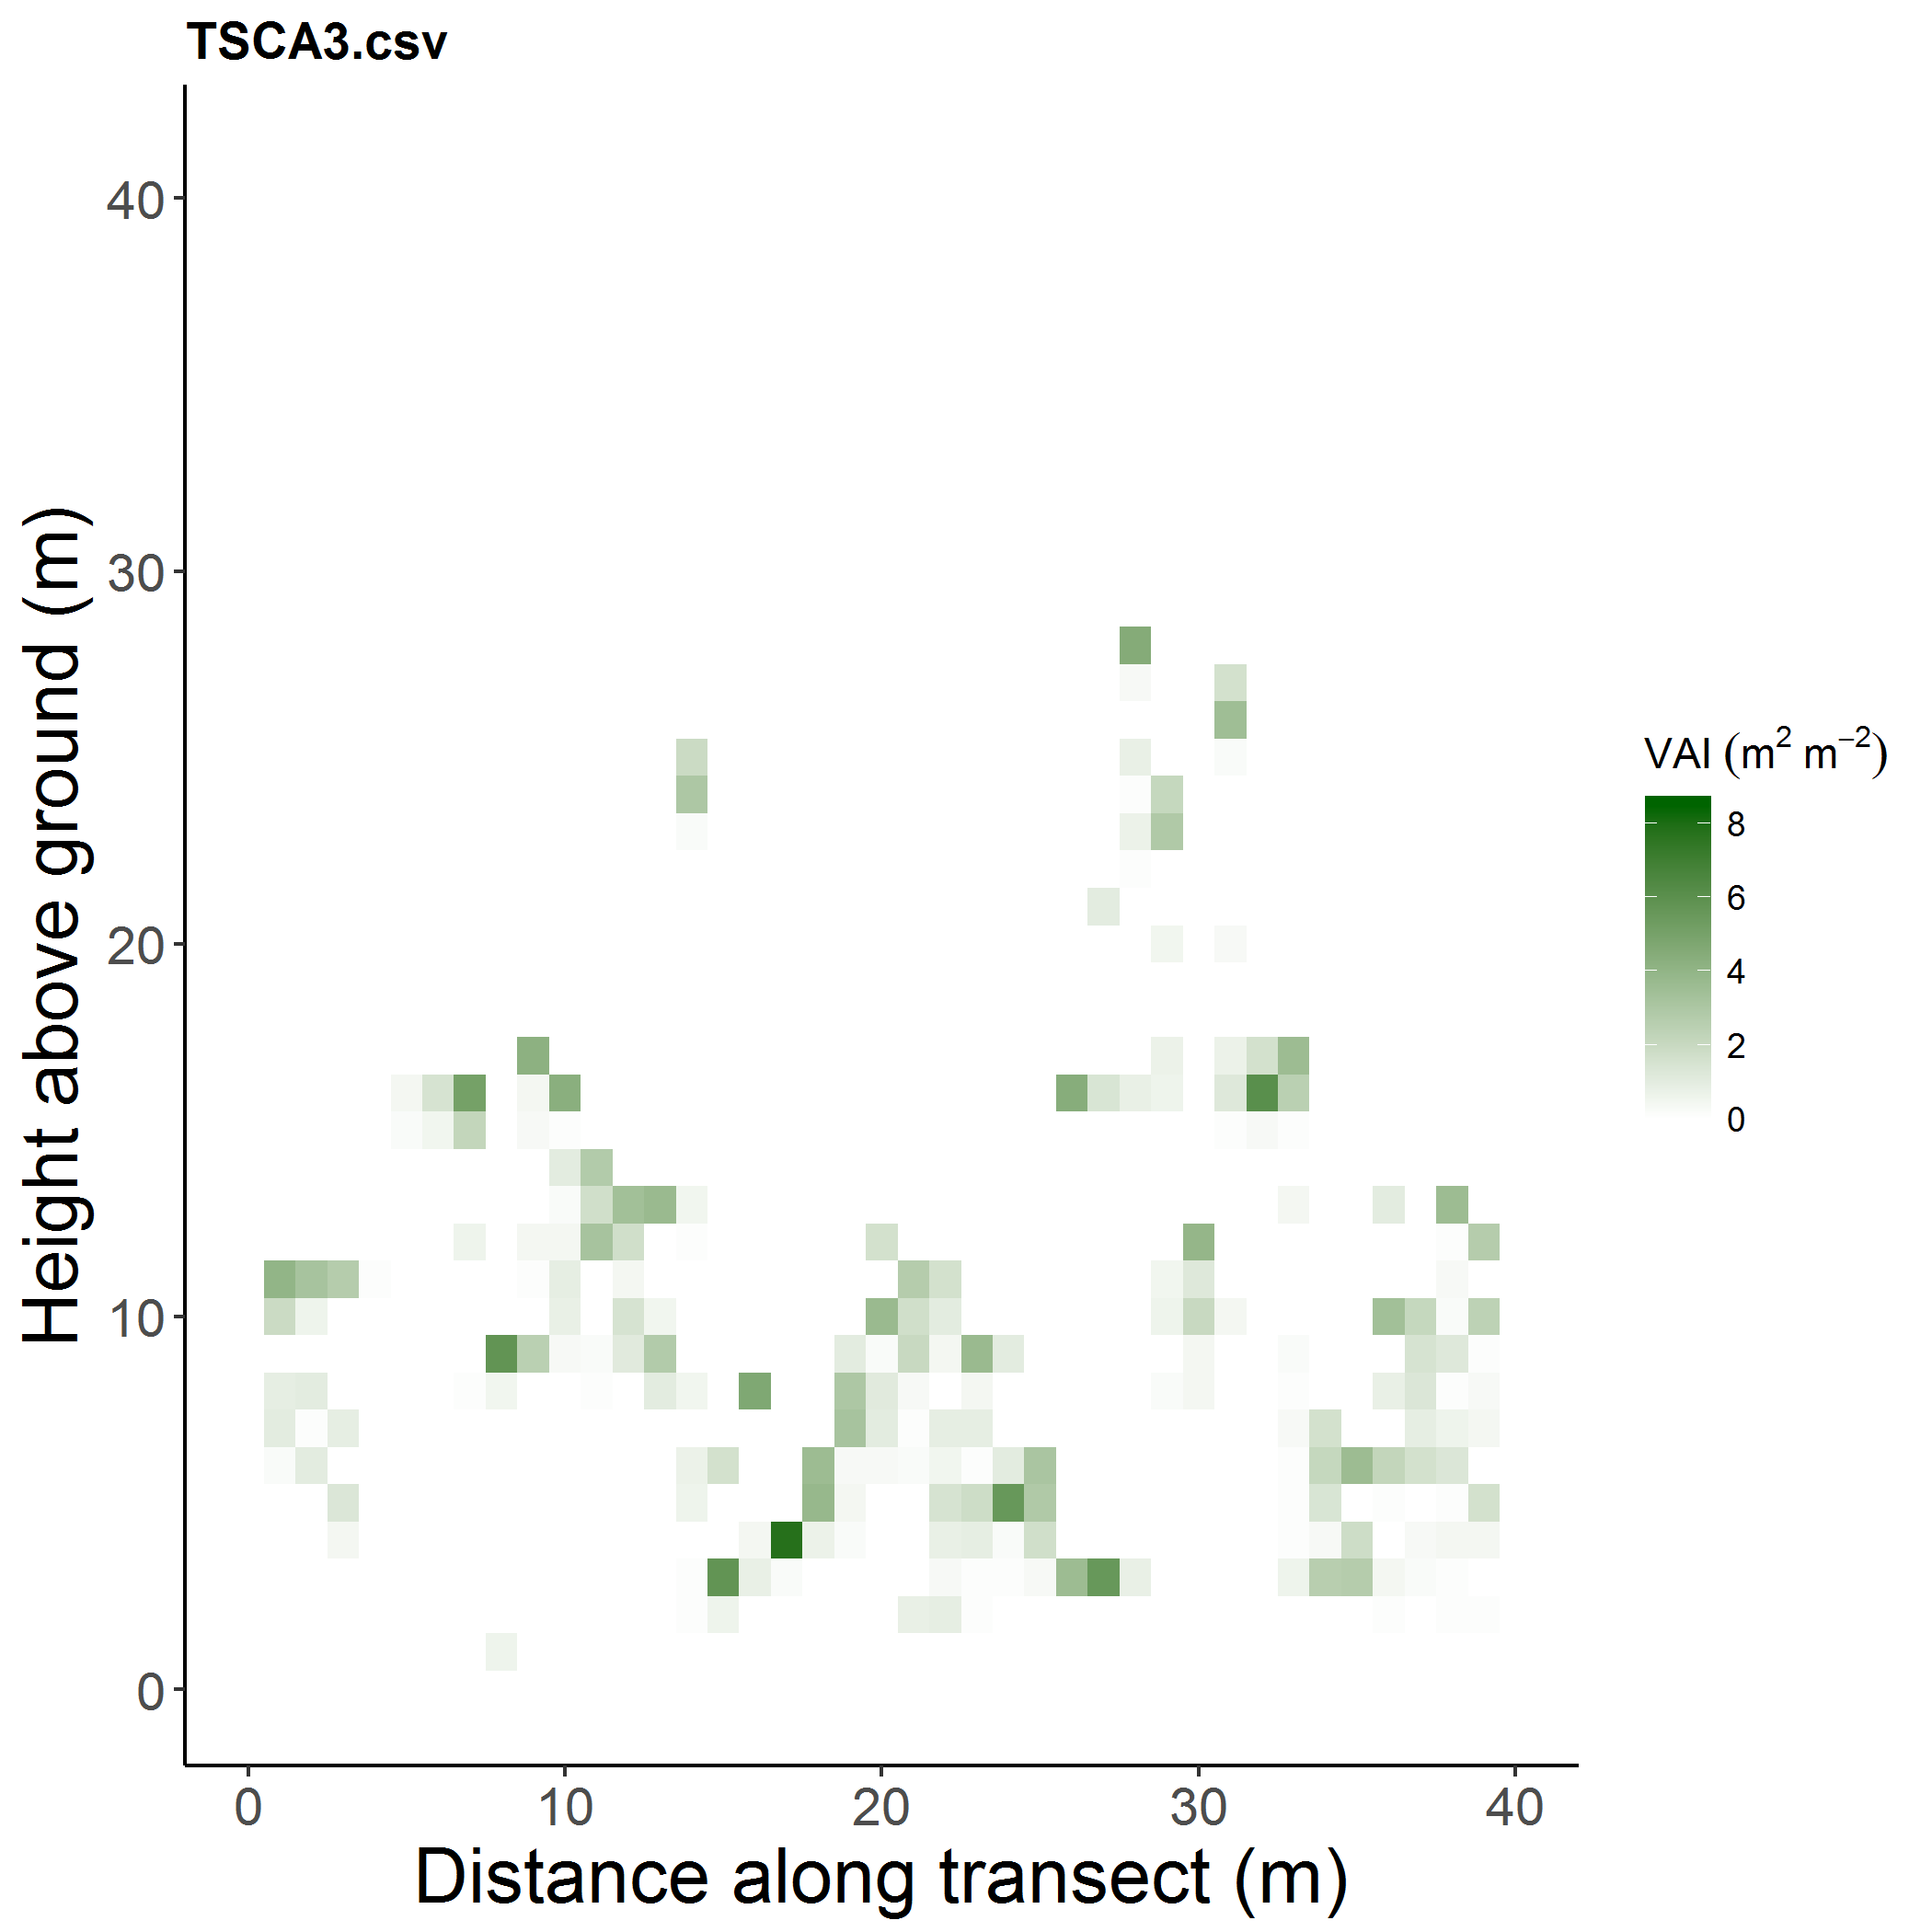 TSCA3.csv
Height above ground (m)
40
30
20
10
0
0 10 20 30 40
Distance along transect (m)
VAI (m² m⁻²)
8
6
4
2
0